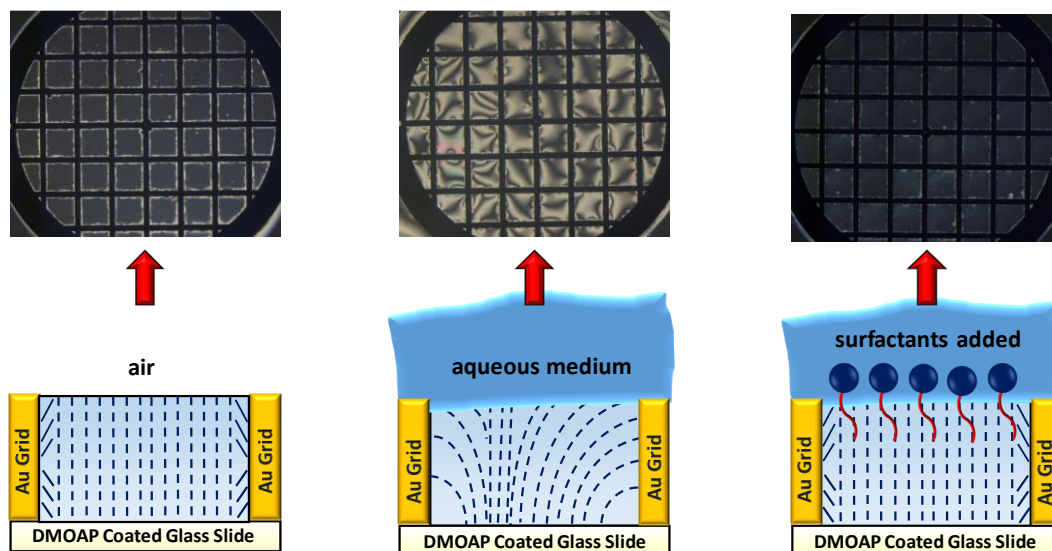 air
Au Grid
Au Grid
DMOAP Coated Glass Slide
aqueous medium
Au Grid
Au Grid
DMOAP Coated Glass Slide
surfactants added
Au Grid
Au Grid
DMOAP Coated Glass Slide